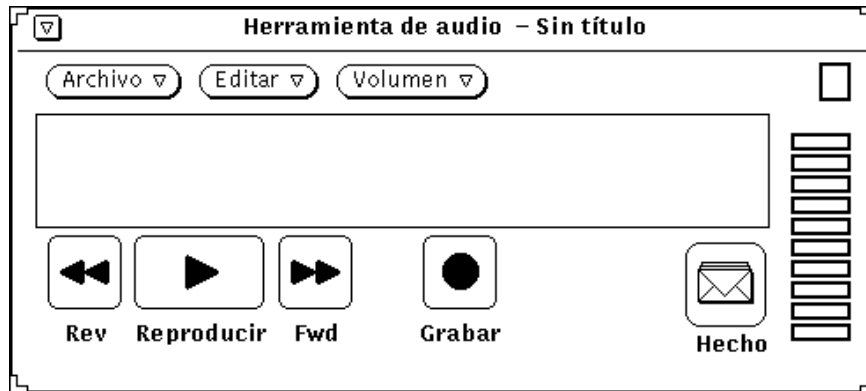 Herramienta de audio – Sin título
Archivo Editar Volumen
Rev Reproducir Fwd Grabar Hecho